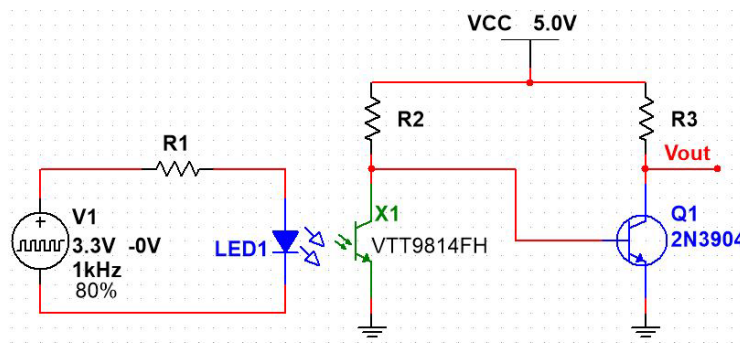 VCC 5.0V
R1
R2
R3
Vout
V1
3.3V -0V
1kHz
80%
LED1
X1
VTT9814FH
Q1
2N3904